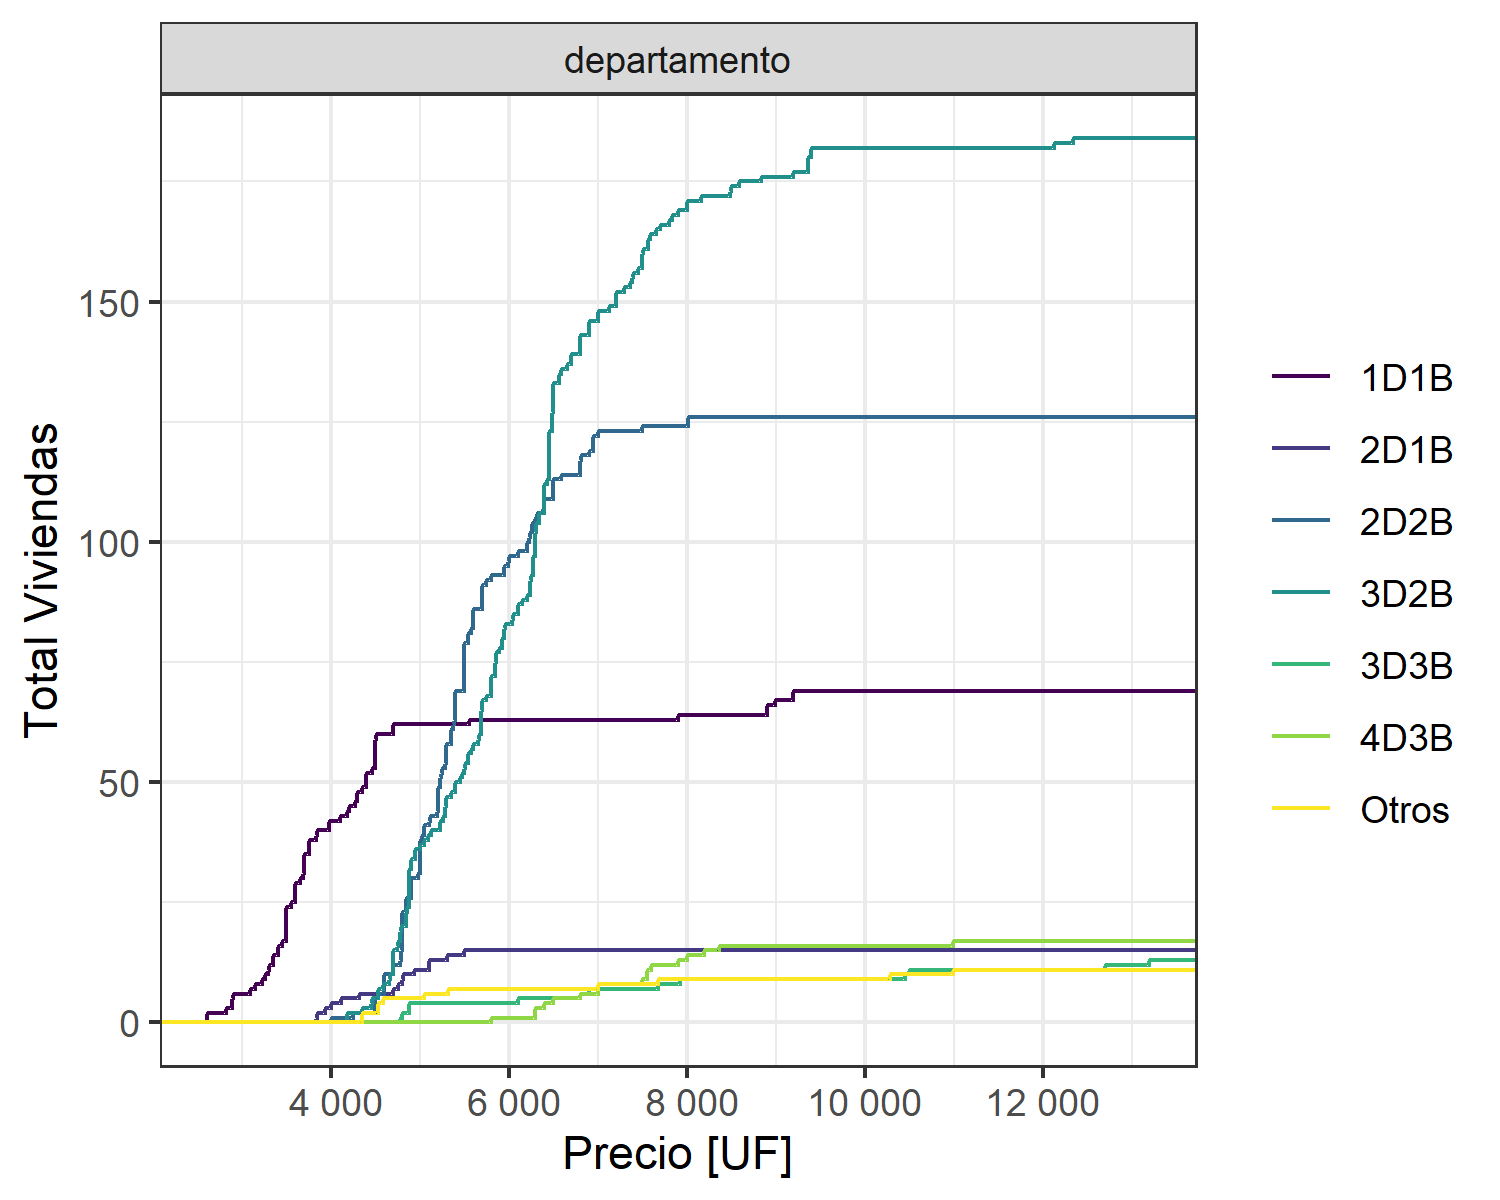 departamento
Total Viviendas
150
100
50
0
4 000 6 000 8 000 10 000 12 000
Precio [UF]
1D1B
2D1B
2D2B
3D2B
3D3B
4D3B
Otros